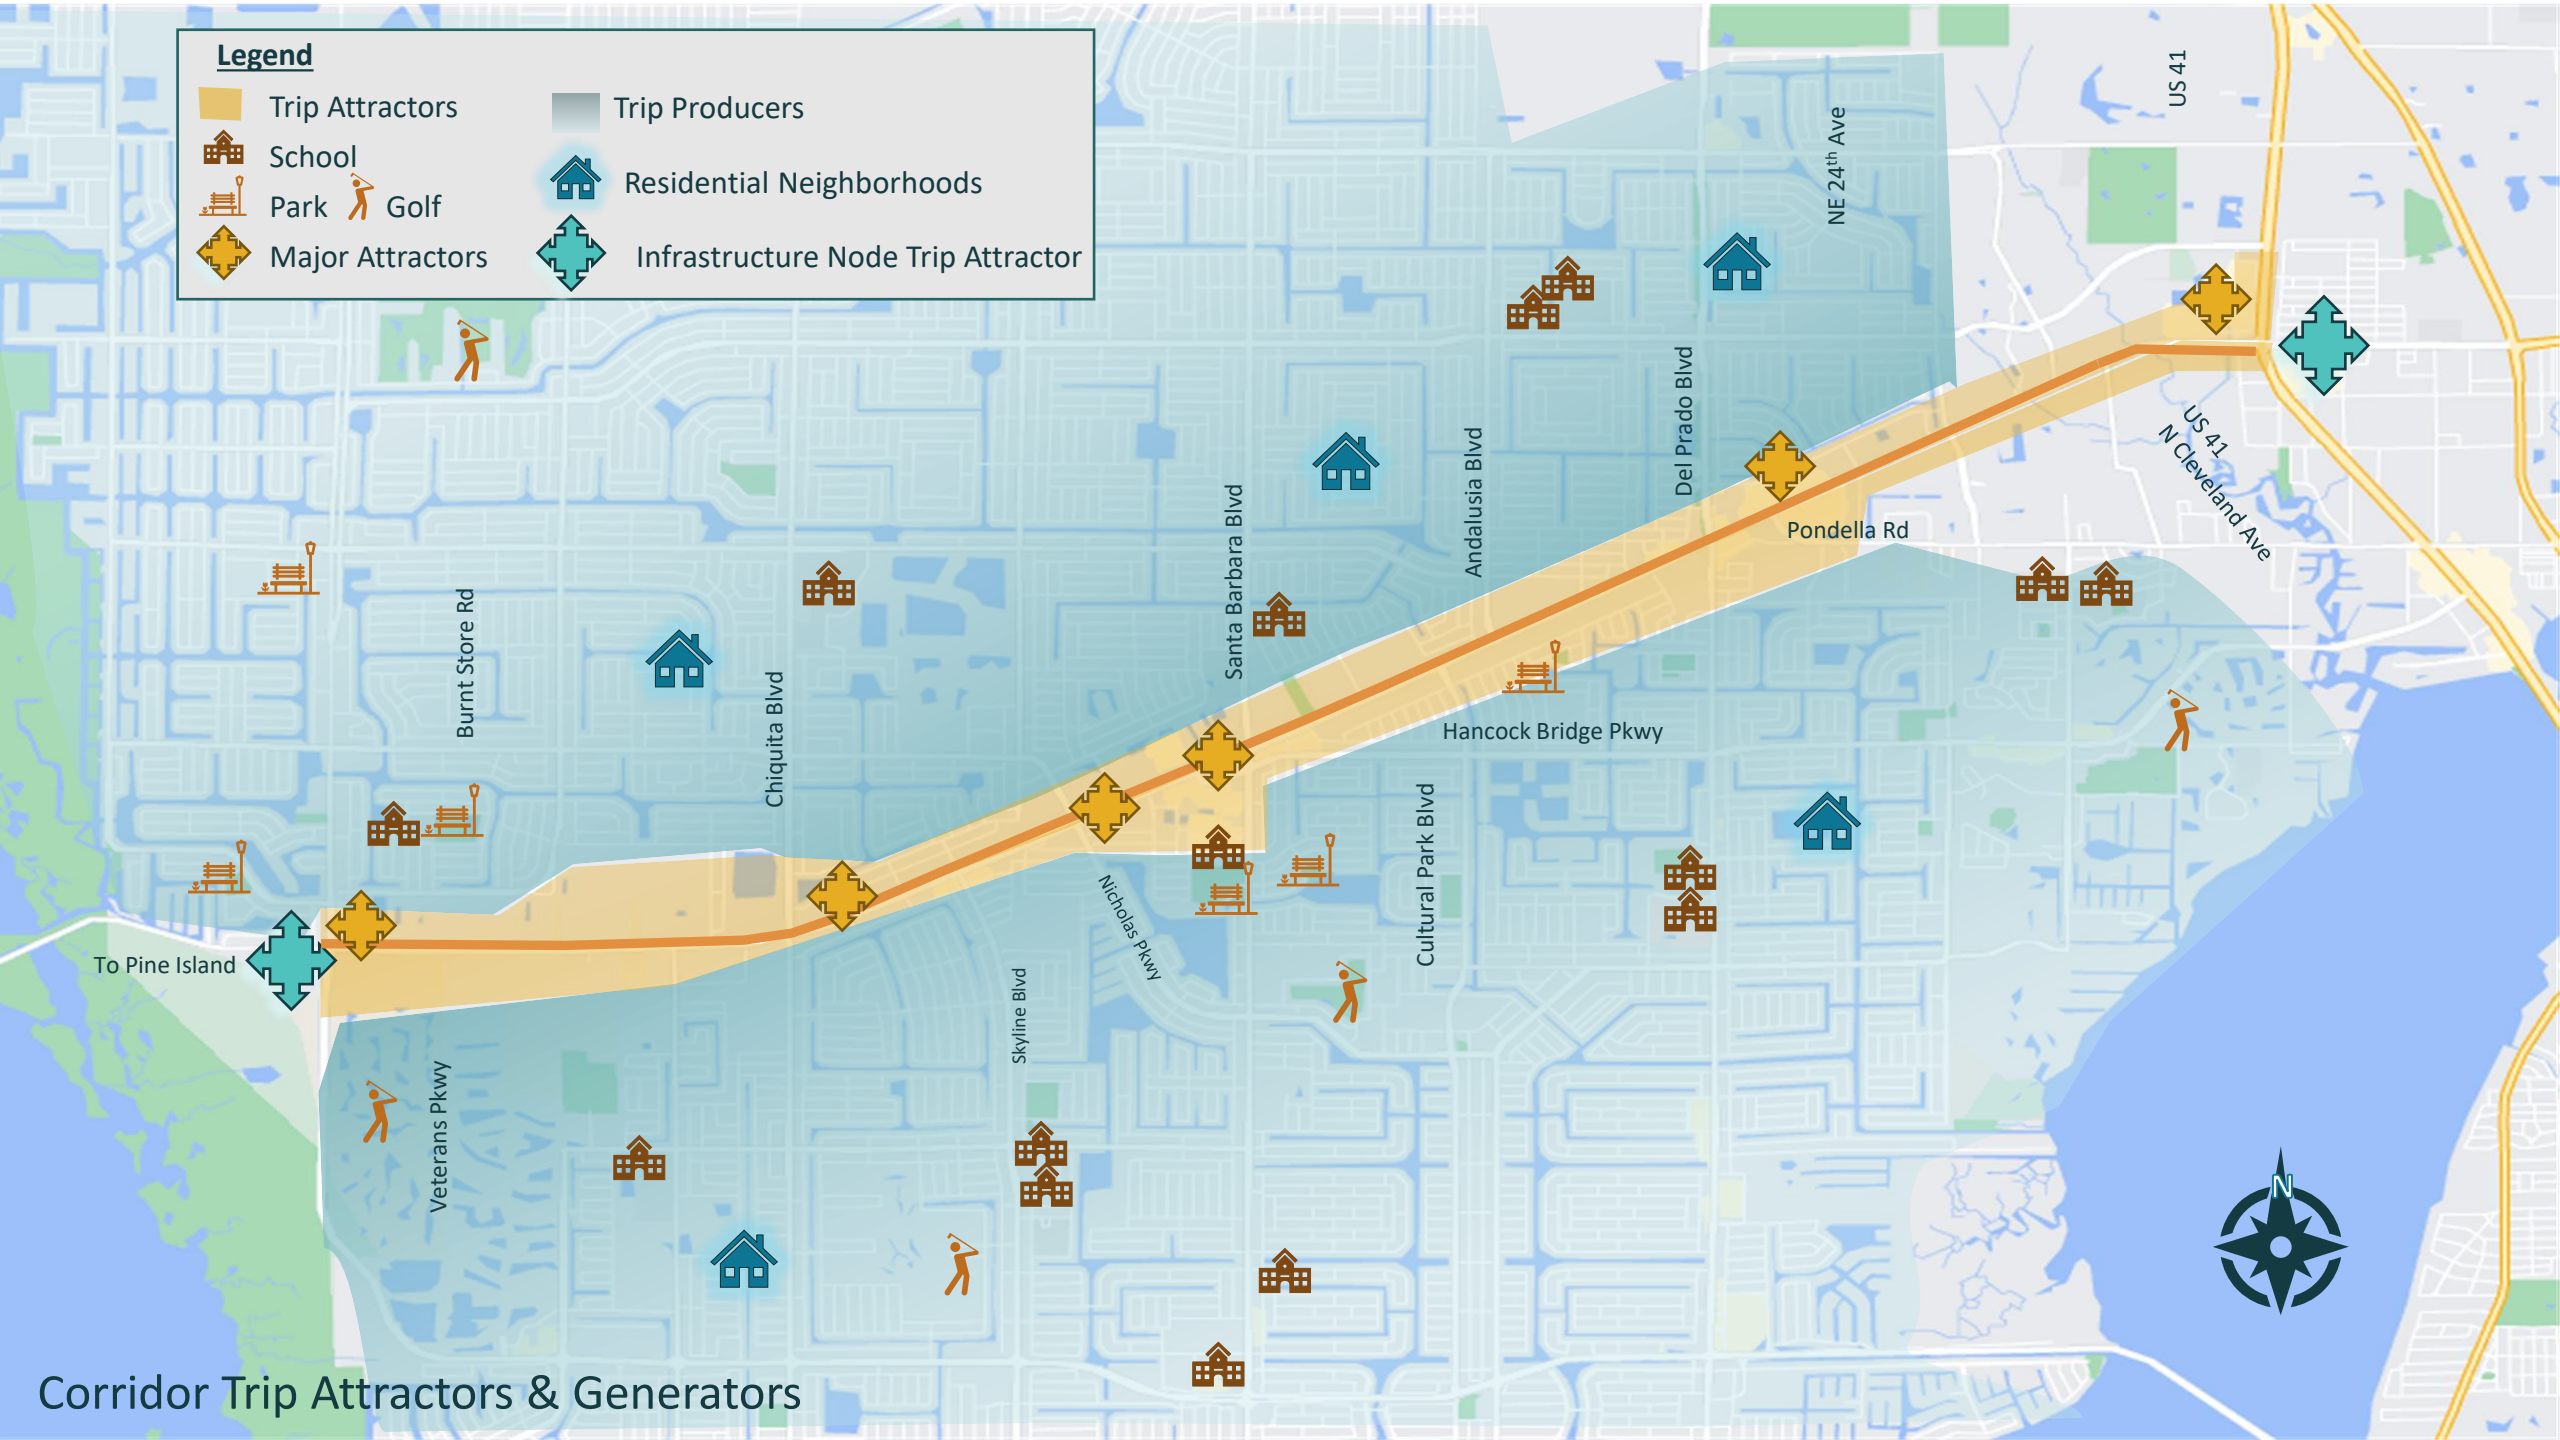 Legend
Trip Attractors
School
Park
Golf
Major Attractors
Trip Producers
Residential Neighborhoods
Infrastructure Node Trip Attractor
US 41
NE 24th Ave
Del Prado Blvd
Andalusia Blvd
Santa Barbara Blvd
US 41
N Cleveland Ave
Pondella Rd
Burnt Store Rd
Chiquita Blvd
Hancock Bridge Pkwy
Cultural Park Blvd
Nicholas Pkwy
To Pine Island
Skyline Blvd
Veterans Pkwy
N
Corridor Trip Attractors & Generators